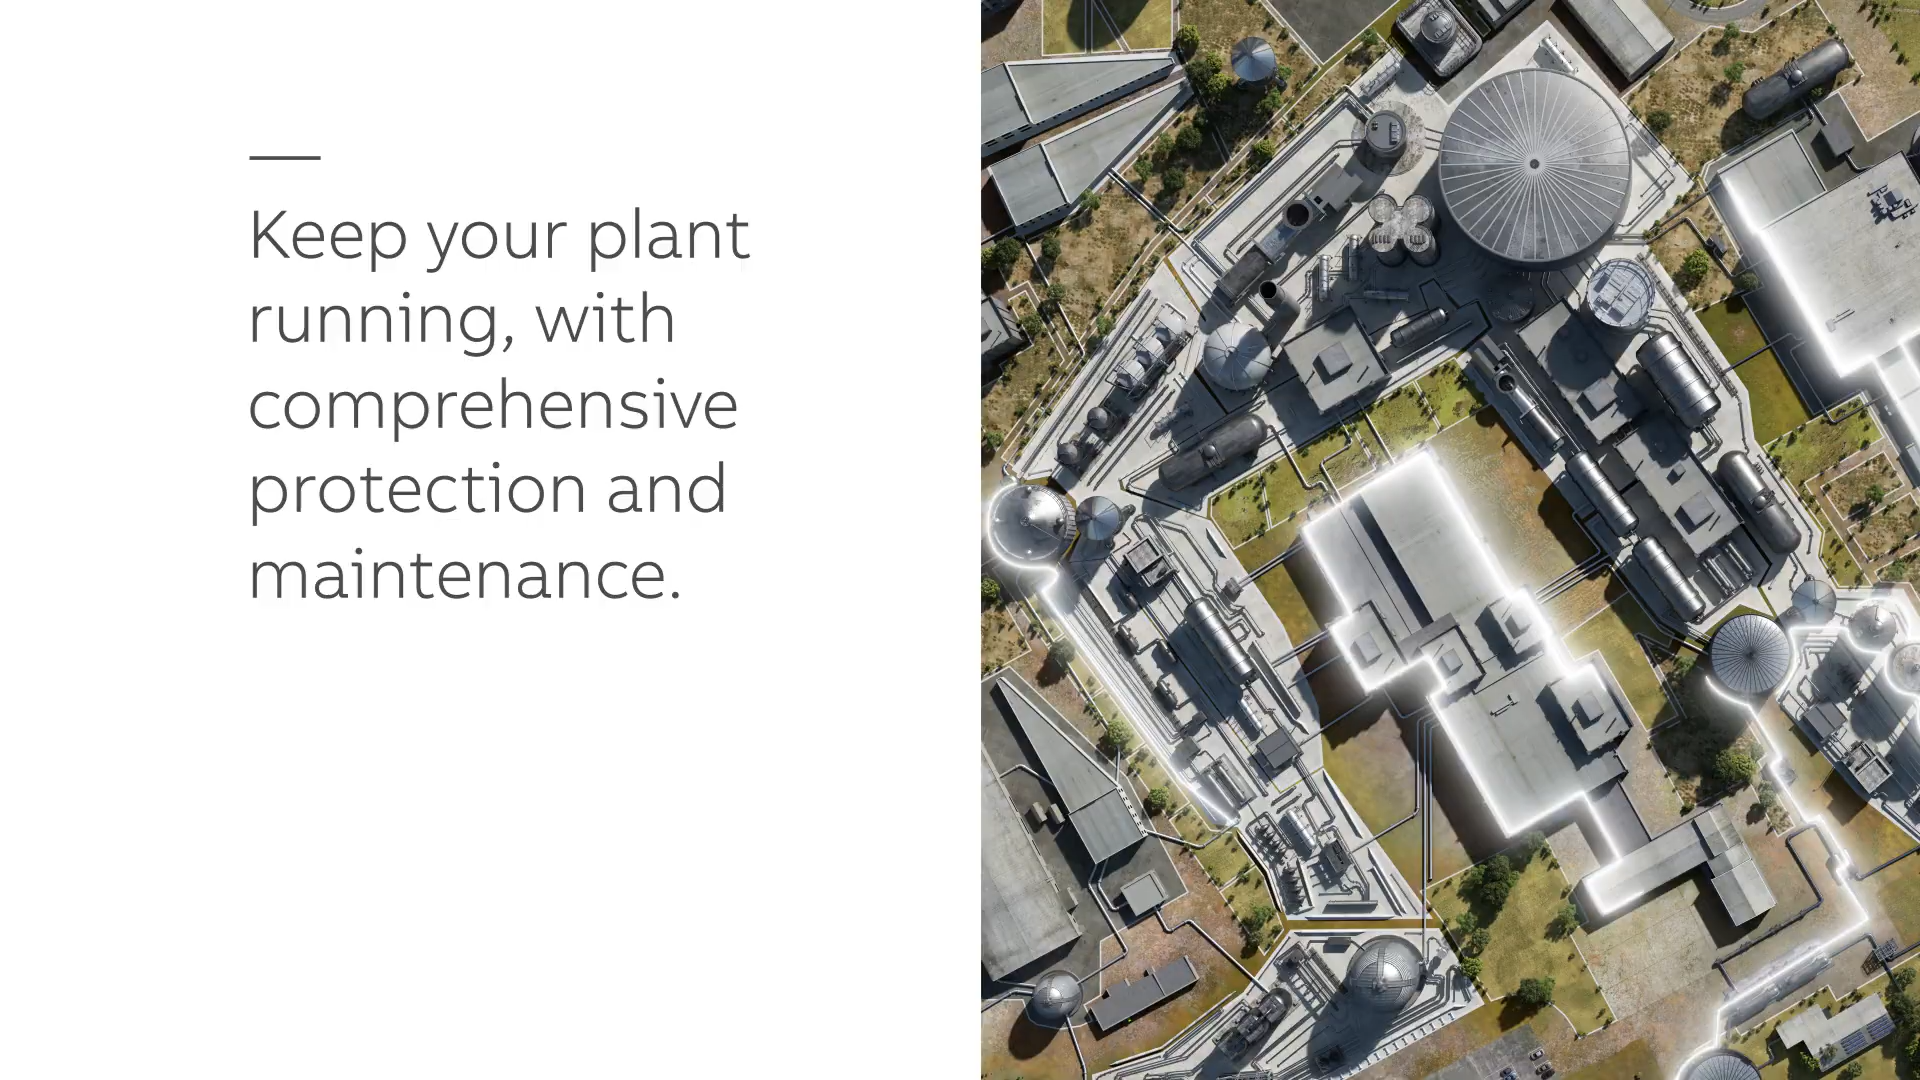 Keep your plant
running, with
comprehensive
protection and
maintenance.